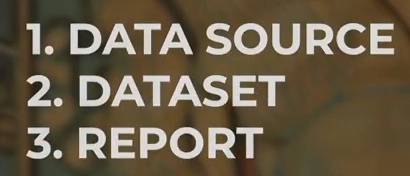 1. DATA SOURCE
2. DATASET
3. REPORT